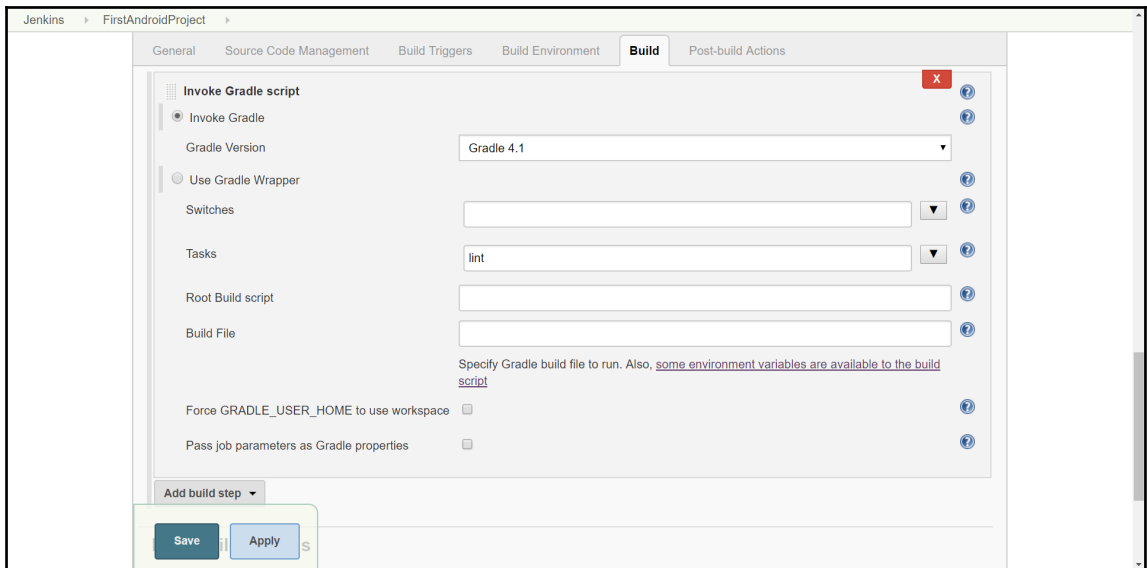 Jenkins FirstAndroidProject
General Source Code Management Build Triggers Build Environment Build Post-build Actions
X
Invoke Gradle script
Invoke Gradle
Gradle Version Gradle 4.1
Use Gradle Wrapper
Switches
Tasks lint
Root Build script
Build File
Specify Gradle build file to run. Also, some environment variables are available to the build
script
Force GRADLE_USER_HOME to use workspace
Pass job parameters as Gradle properties
Add build step
Save Apply